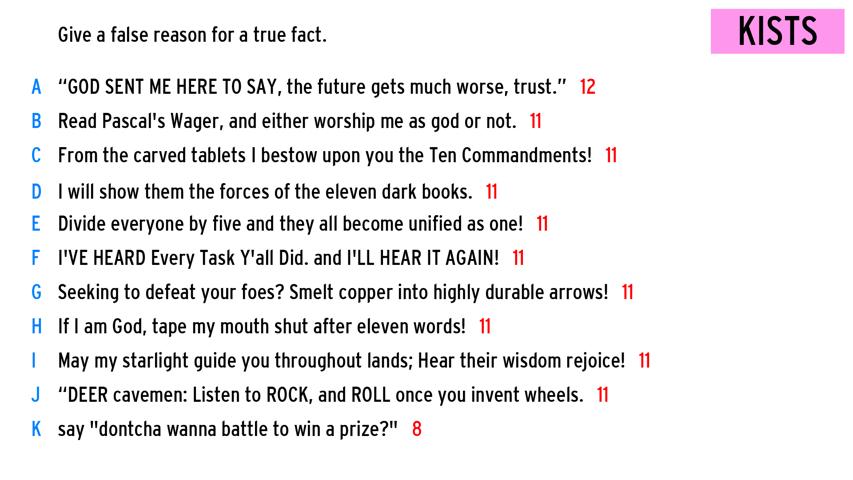 Give a false reason for a true fact.
KISTS
A “GOD SENT ME HERE TO SAY, the future gets much worse, trust.” 12
B Read Pascal's Wager, and either worship me as god or not. 11
C From the carved tablets I bestow upon you the Ten Commandments! 11
D I will show them the forces of the eleven dark books. 11
E Divide everyone by five and they all become unified as one! 11
F I'VE HEARD Every Task Y'all Did. and I'LL HEAR IT AGAIN! 11
G Seeking to defeat your foes? Smelt copper into highly durable arrows! 11
H If I am God, tape my mouth shut after eleven words! 11
I May my starlight guide you throughout lands; Hear their wisdom rejoice! 11
J “DEER cavemen: Listen to ROCK, and ROLL once you invent wheels. 11
K say "dontcha wanna battle to win a prize?" 8